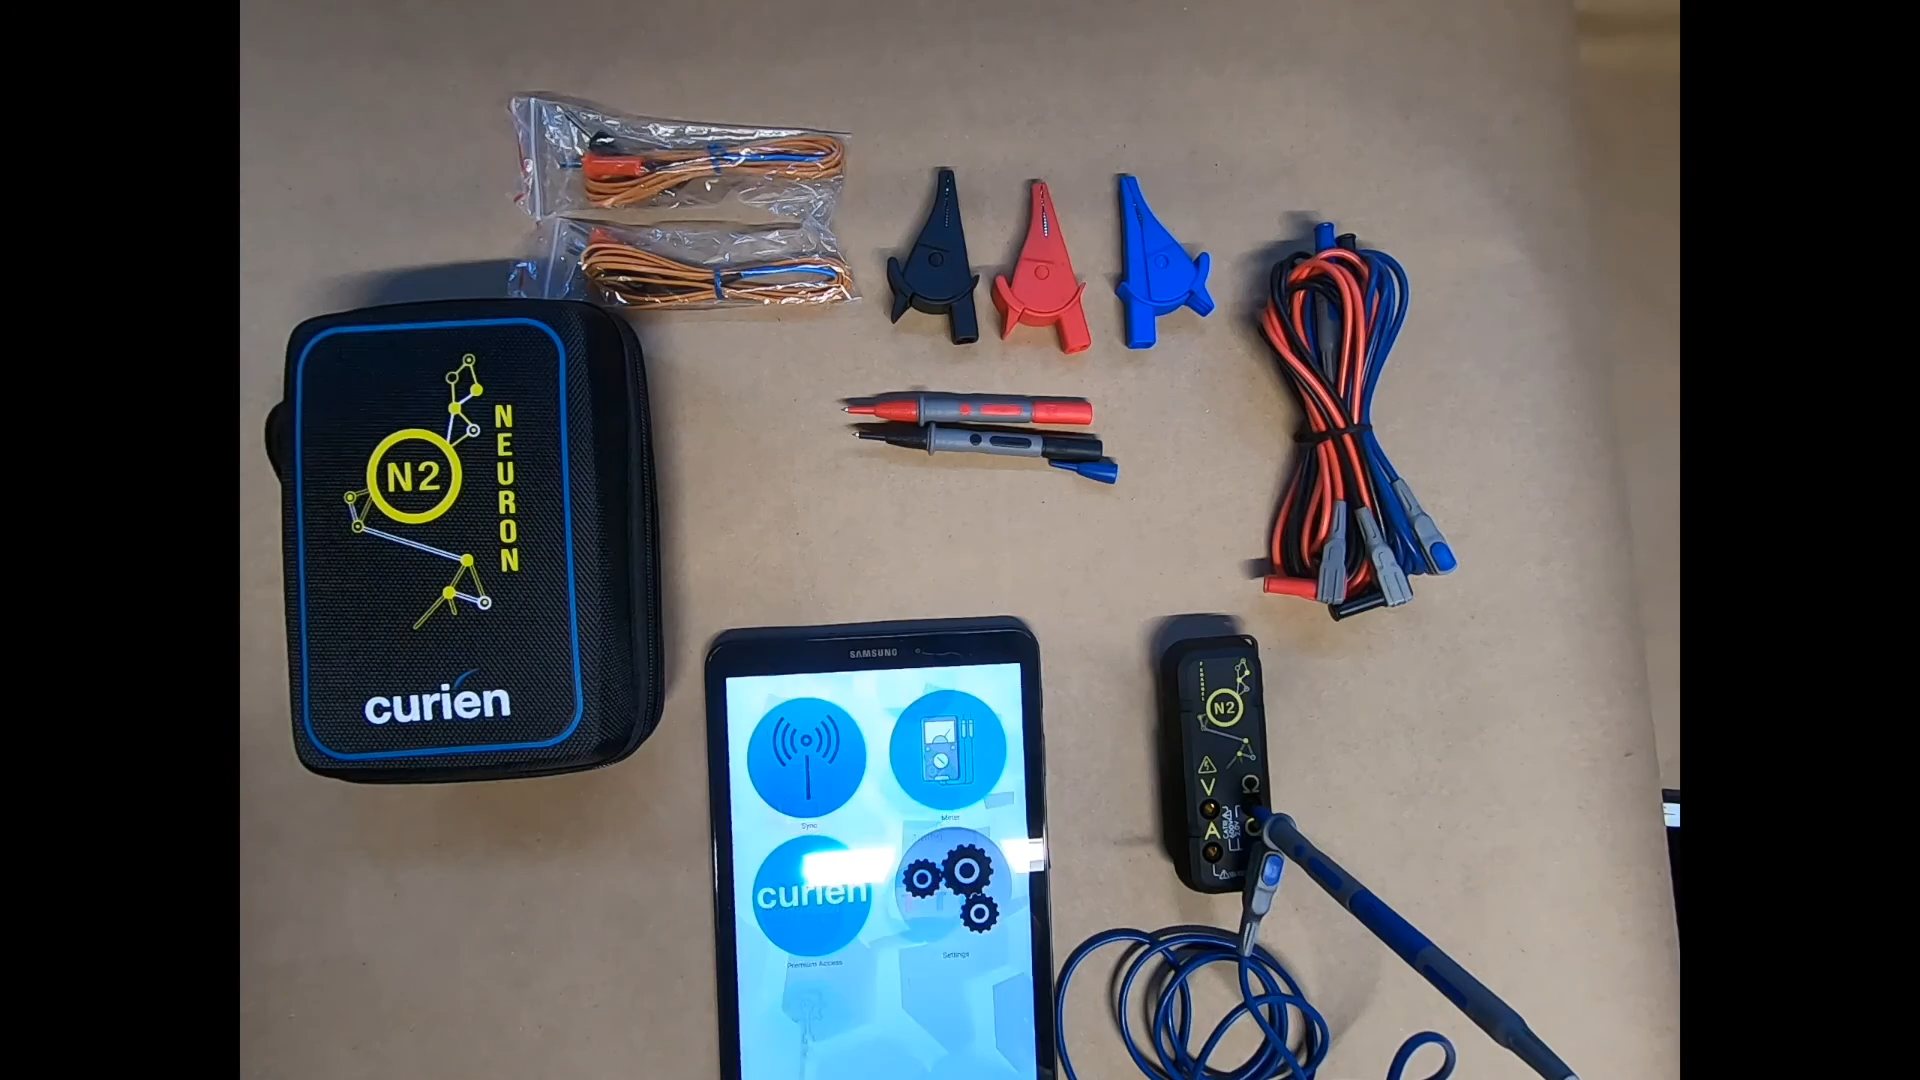 N2
NEURON
curien
SAMSUNG
Sync
Meter
curien
Premium Access
Settings
N2
V
Ω
A